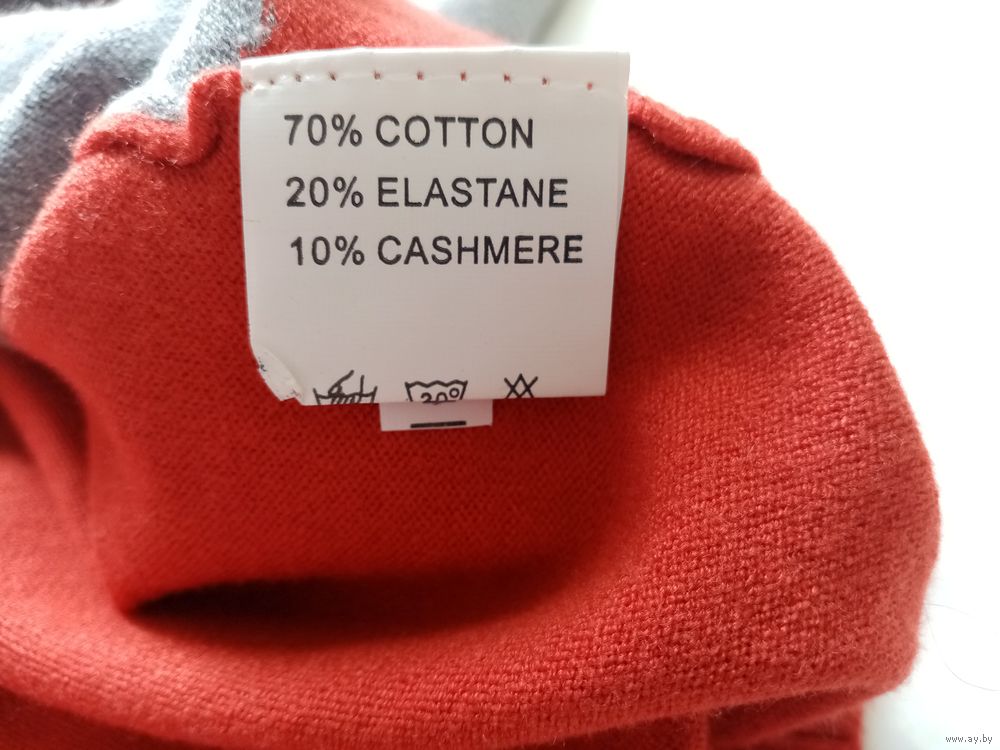 70% COTTON
20% ELASTANE
10% CASHMERE
30°
www.ay.by